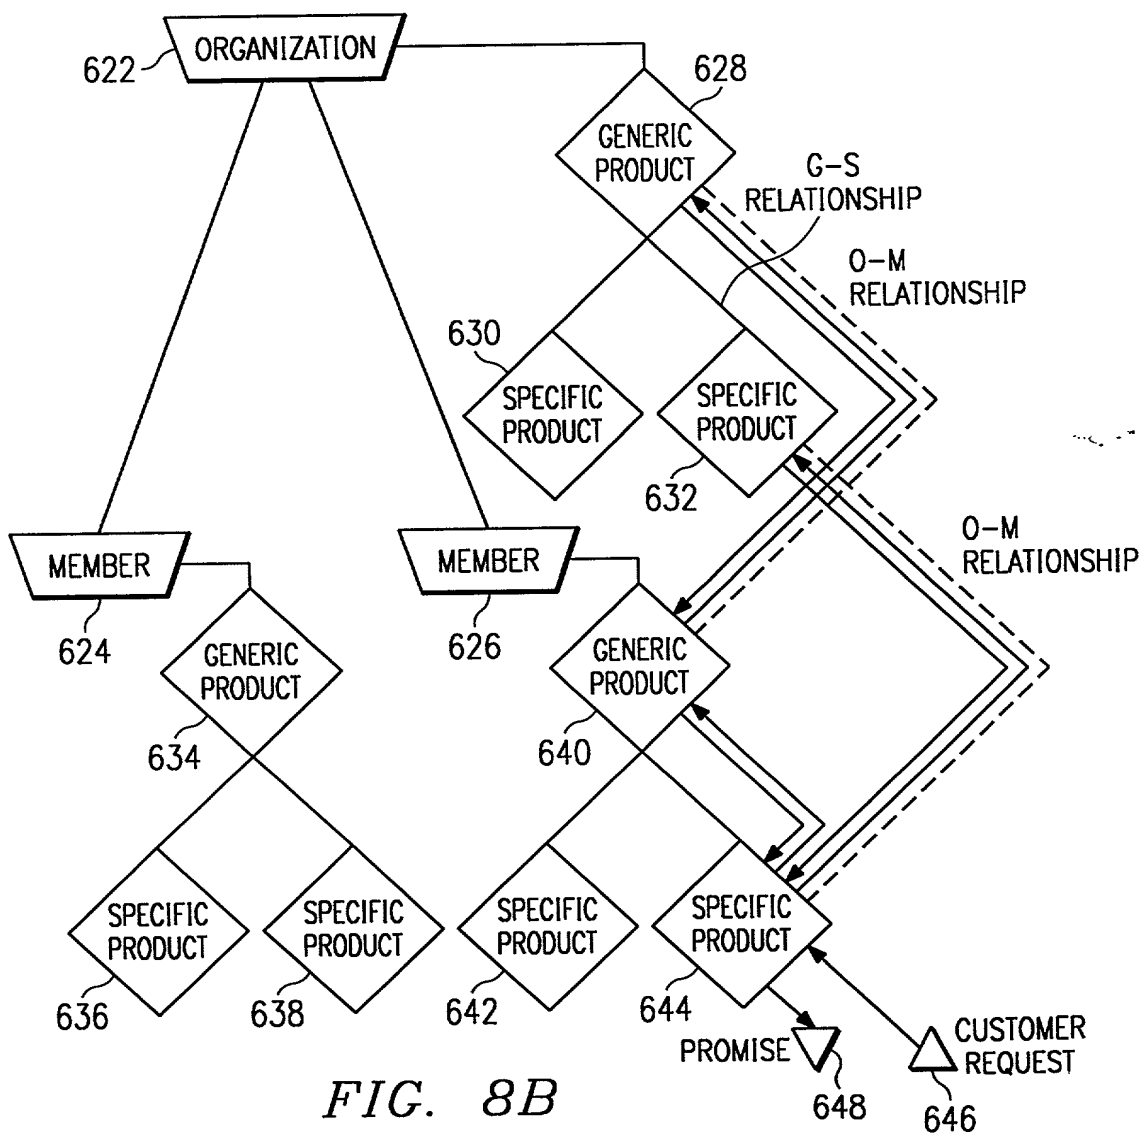 ORGANIZATION
622
628
GENERIC
PRODUCT
G-S
RELATIONSHIP
O-M
RELATIONSHIP
630
SPECIFIC
PRODUCT
SPECIFIC
PRODUCT
632
O-M
RELATIONSHIP
MEMBER
624
MEMBER
626
GENERIC
PRODUCT
634
GENERIC
PRODUCT
640
SPECIFIC
PRODUCT
636
SPECIFIC
PRODUCT
638
SPECIFIC
PRODUCT
642
SPECIFIC
PRODUCT
644
PROMISE
648
CUSTOMER
REQUEST
646
FIG. 8B